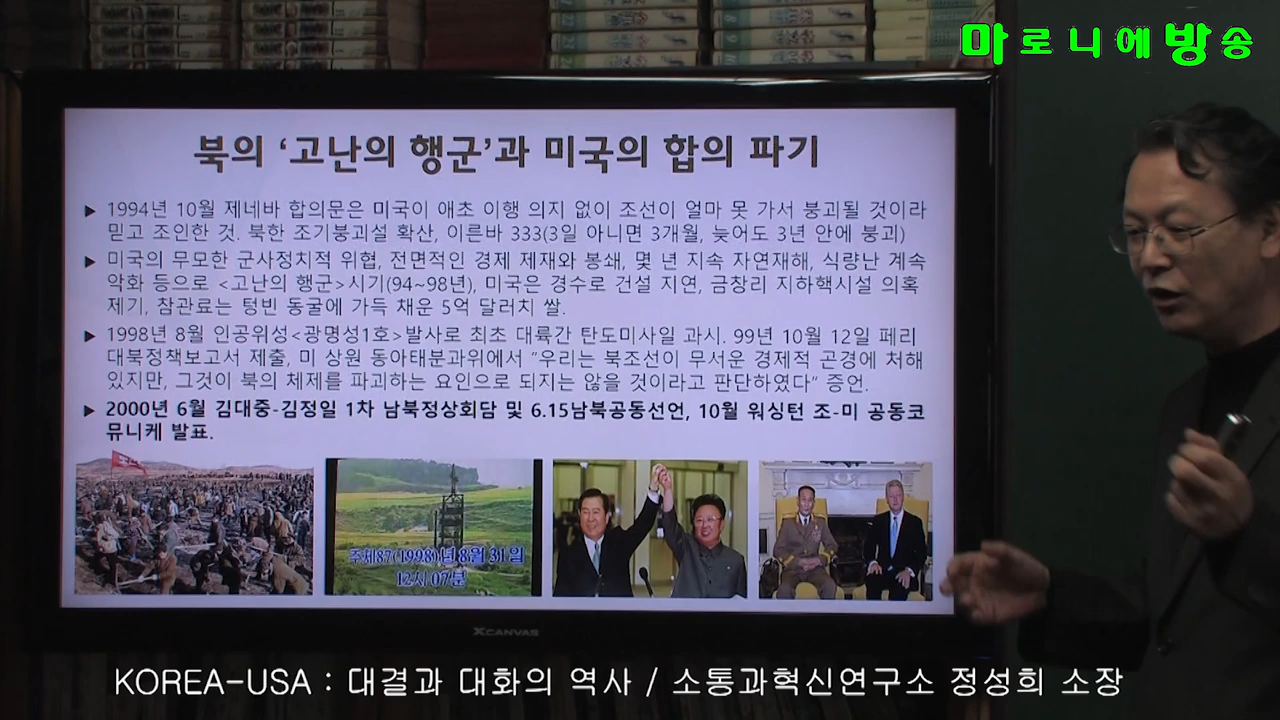 마로니에방송
북의 ‘고난의 행군’과 미국의 합의 파기
▶ 1994년 10월 제네바 합의문은 미국이 애초 이행 의지 없이 조선이 얼마 못 가서 붕괴될 것이라
믿고 조인한 것. 북한 조기붕괴설 확산, 이른바 333(3일 아니면 3개월, 늦어도 3년 안에 붕괴)
▶ 미국의 무모한 군사정치적 위협, 전면적인 경제 제재와 봉쇄, 몇 년 지속 자연재해, 식량난 계속
악화 등으로 <고난의 행군>시기(94~98년), 미국은 경수로 건설 지연, 금창리 지하핵시설 의혹
제기, 참관료는 텅빈 동굴에 가득 채운 5억 달러치 쌀.
▶ 1998년 8월 인공위성<광명성1호>발사로 최초 대륙간 탄도미사일 과시. 99년 10월 12일 페리
대북정책보고서 제출, 미 상원 동아태분과위에서 “우리는 북조선이 무서운 경제적 곤경에 처해
있지만, 그것이 북의 체제를 파괴하는 요인으로 되지는 않을 것이라고 판단하였다” 증언.
▶ 2000년 6월 김대중-김정일 1차 남북정상회담 및 6.15남북공동선언, 10월 워싱턴 조-미 공동코
뮤니케 발표.
주체87(1998)년 8월 31일
12시 07분
XCANVAS
KOREA-USA : 대결과 대화의 역사 / 소통과혁신연구소 정성희 소장